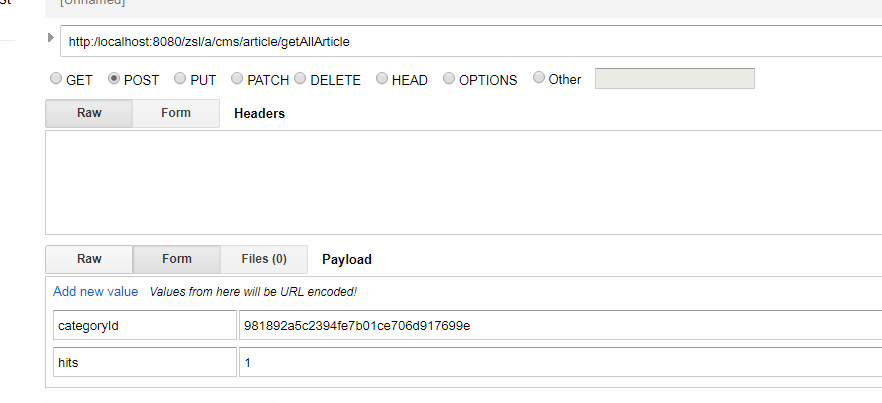 [Unnamed]
http:/localhost:8080/zsl/a/cms/article/getAllArticle
GET POST PUT PATCH DELETE HEAD OPTIONS Other
Raw Form Headers
Raw Form Files (0) Payload
Add new value Values from here will be URL encoded!
categoryId 981892a5c2394fe7b01ce706d917699e
hits 1